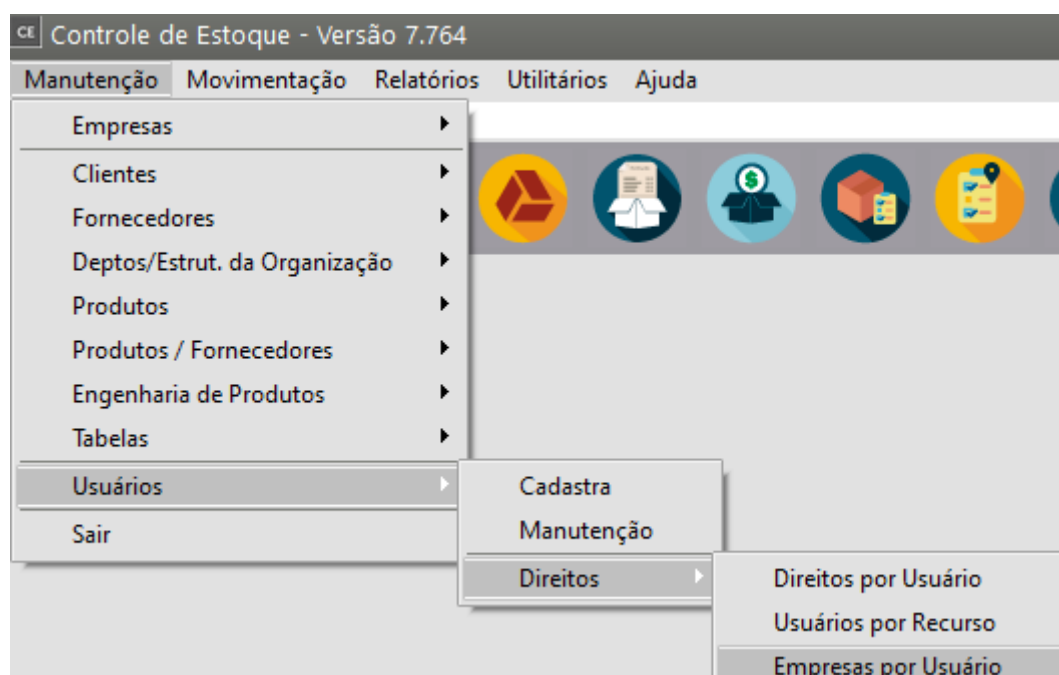 CE Controle de Estoque - Versão 7.764
Manutenção Movimentação Relatórios Utilitários Ajuda
Empresas
Clientes
Fornecedores
Deptos/Estrut. da Organização
Produtos
Produtos / Fornecedores
Engenharia de Produtos
Tabelas
Usuários
Sair
Cadastra
Manutenção
Direitos
Direitos por Usuário
Usuários por Recurso
Empresas por Usuário